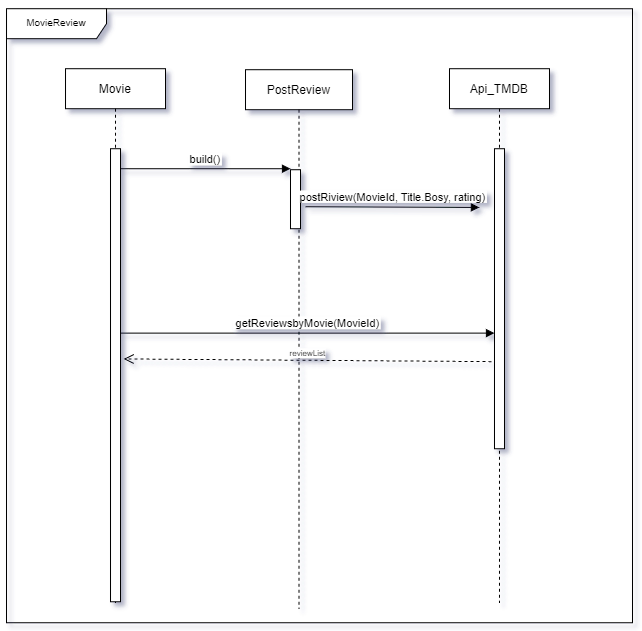 MovieReview
Movie
PostReview
Api_TMDB
build()
postRiview(MovieId, Title.Bosy, rating)
getReviewsbyMovie(MovieId)
reviewList